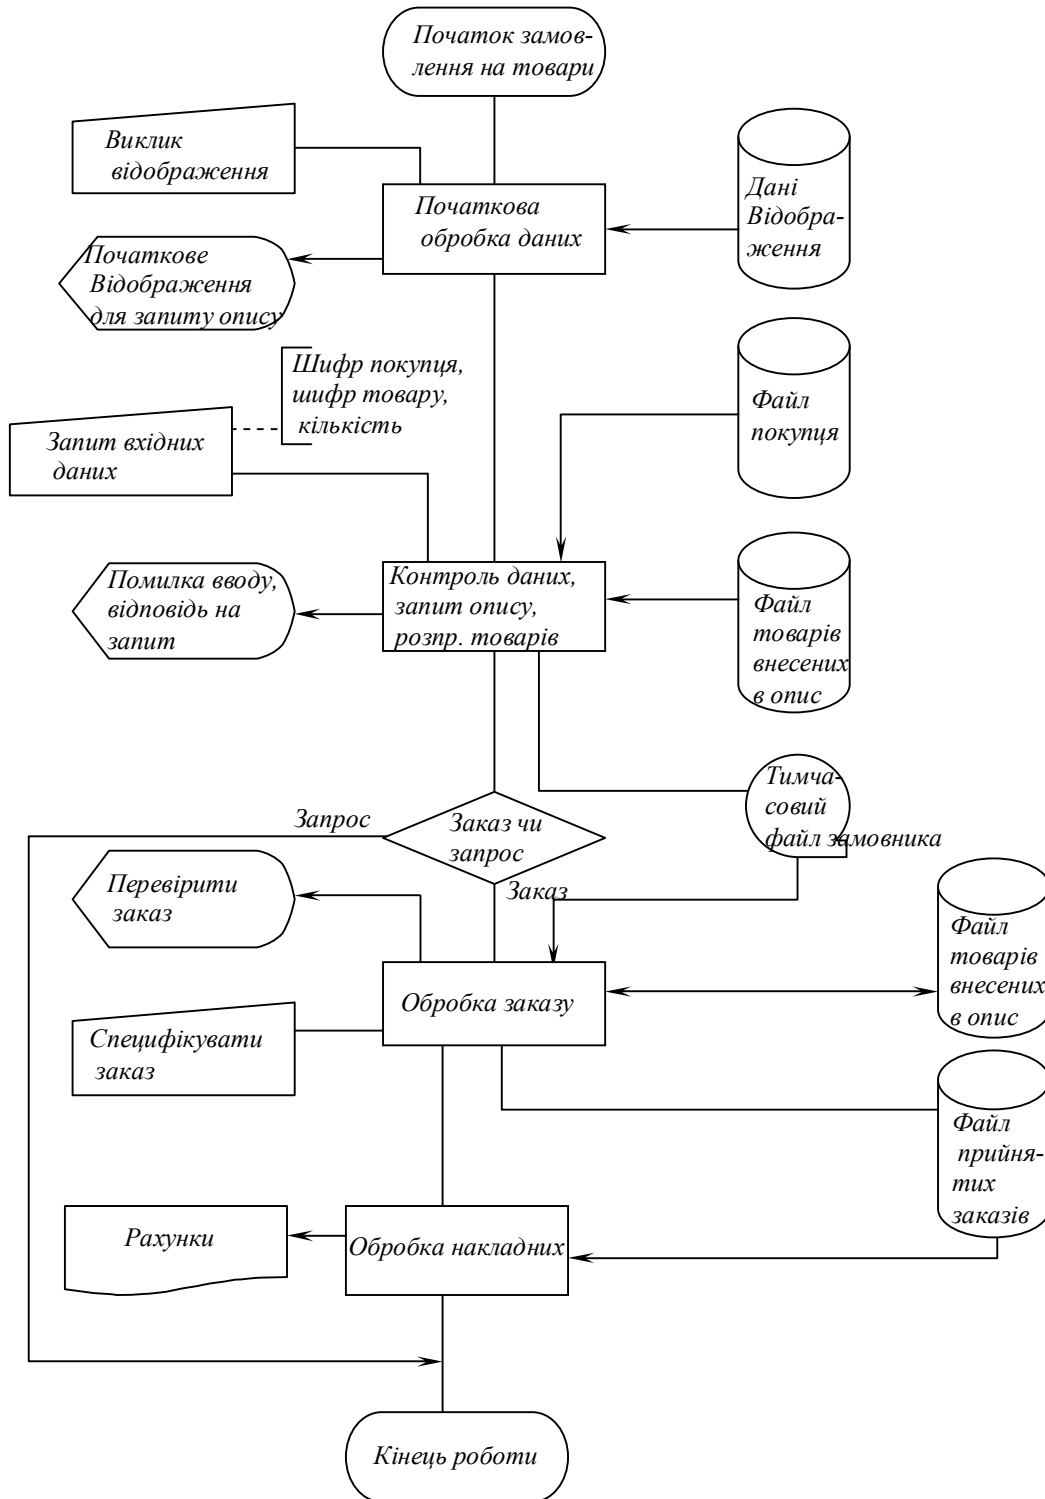 Початок замов-
лення на товари
Виклик
відображення
Початкова
обробка даних
Дані
Відобра-
ження
Початкове
Відображення
для запиту опису
Шифр покупця,
шифр товару,
кількість
Файл
покупця
Запит вхідних
даних
Помилка вводу,
відповідь на
запит
Контроль даних,
запит опису,
розпр. товарів
Файл
товарів
внесених
в опис
Тимча-
совий
файл замовника
Запрос
Заказ чи
запрос
Заказ
Перевірити
заказ
Файл
товарів
внесених
в опис
Обробка заказу
Специфікувати
заказ
Файл
прийня-
тих
заказів
Рахунки
Обробка накладних
Кінець роботи